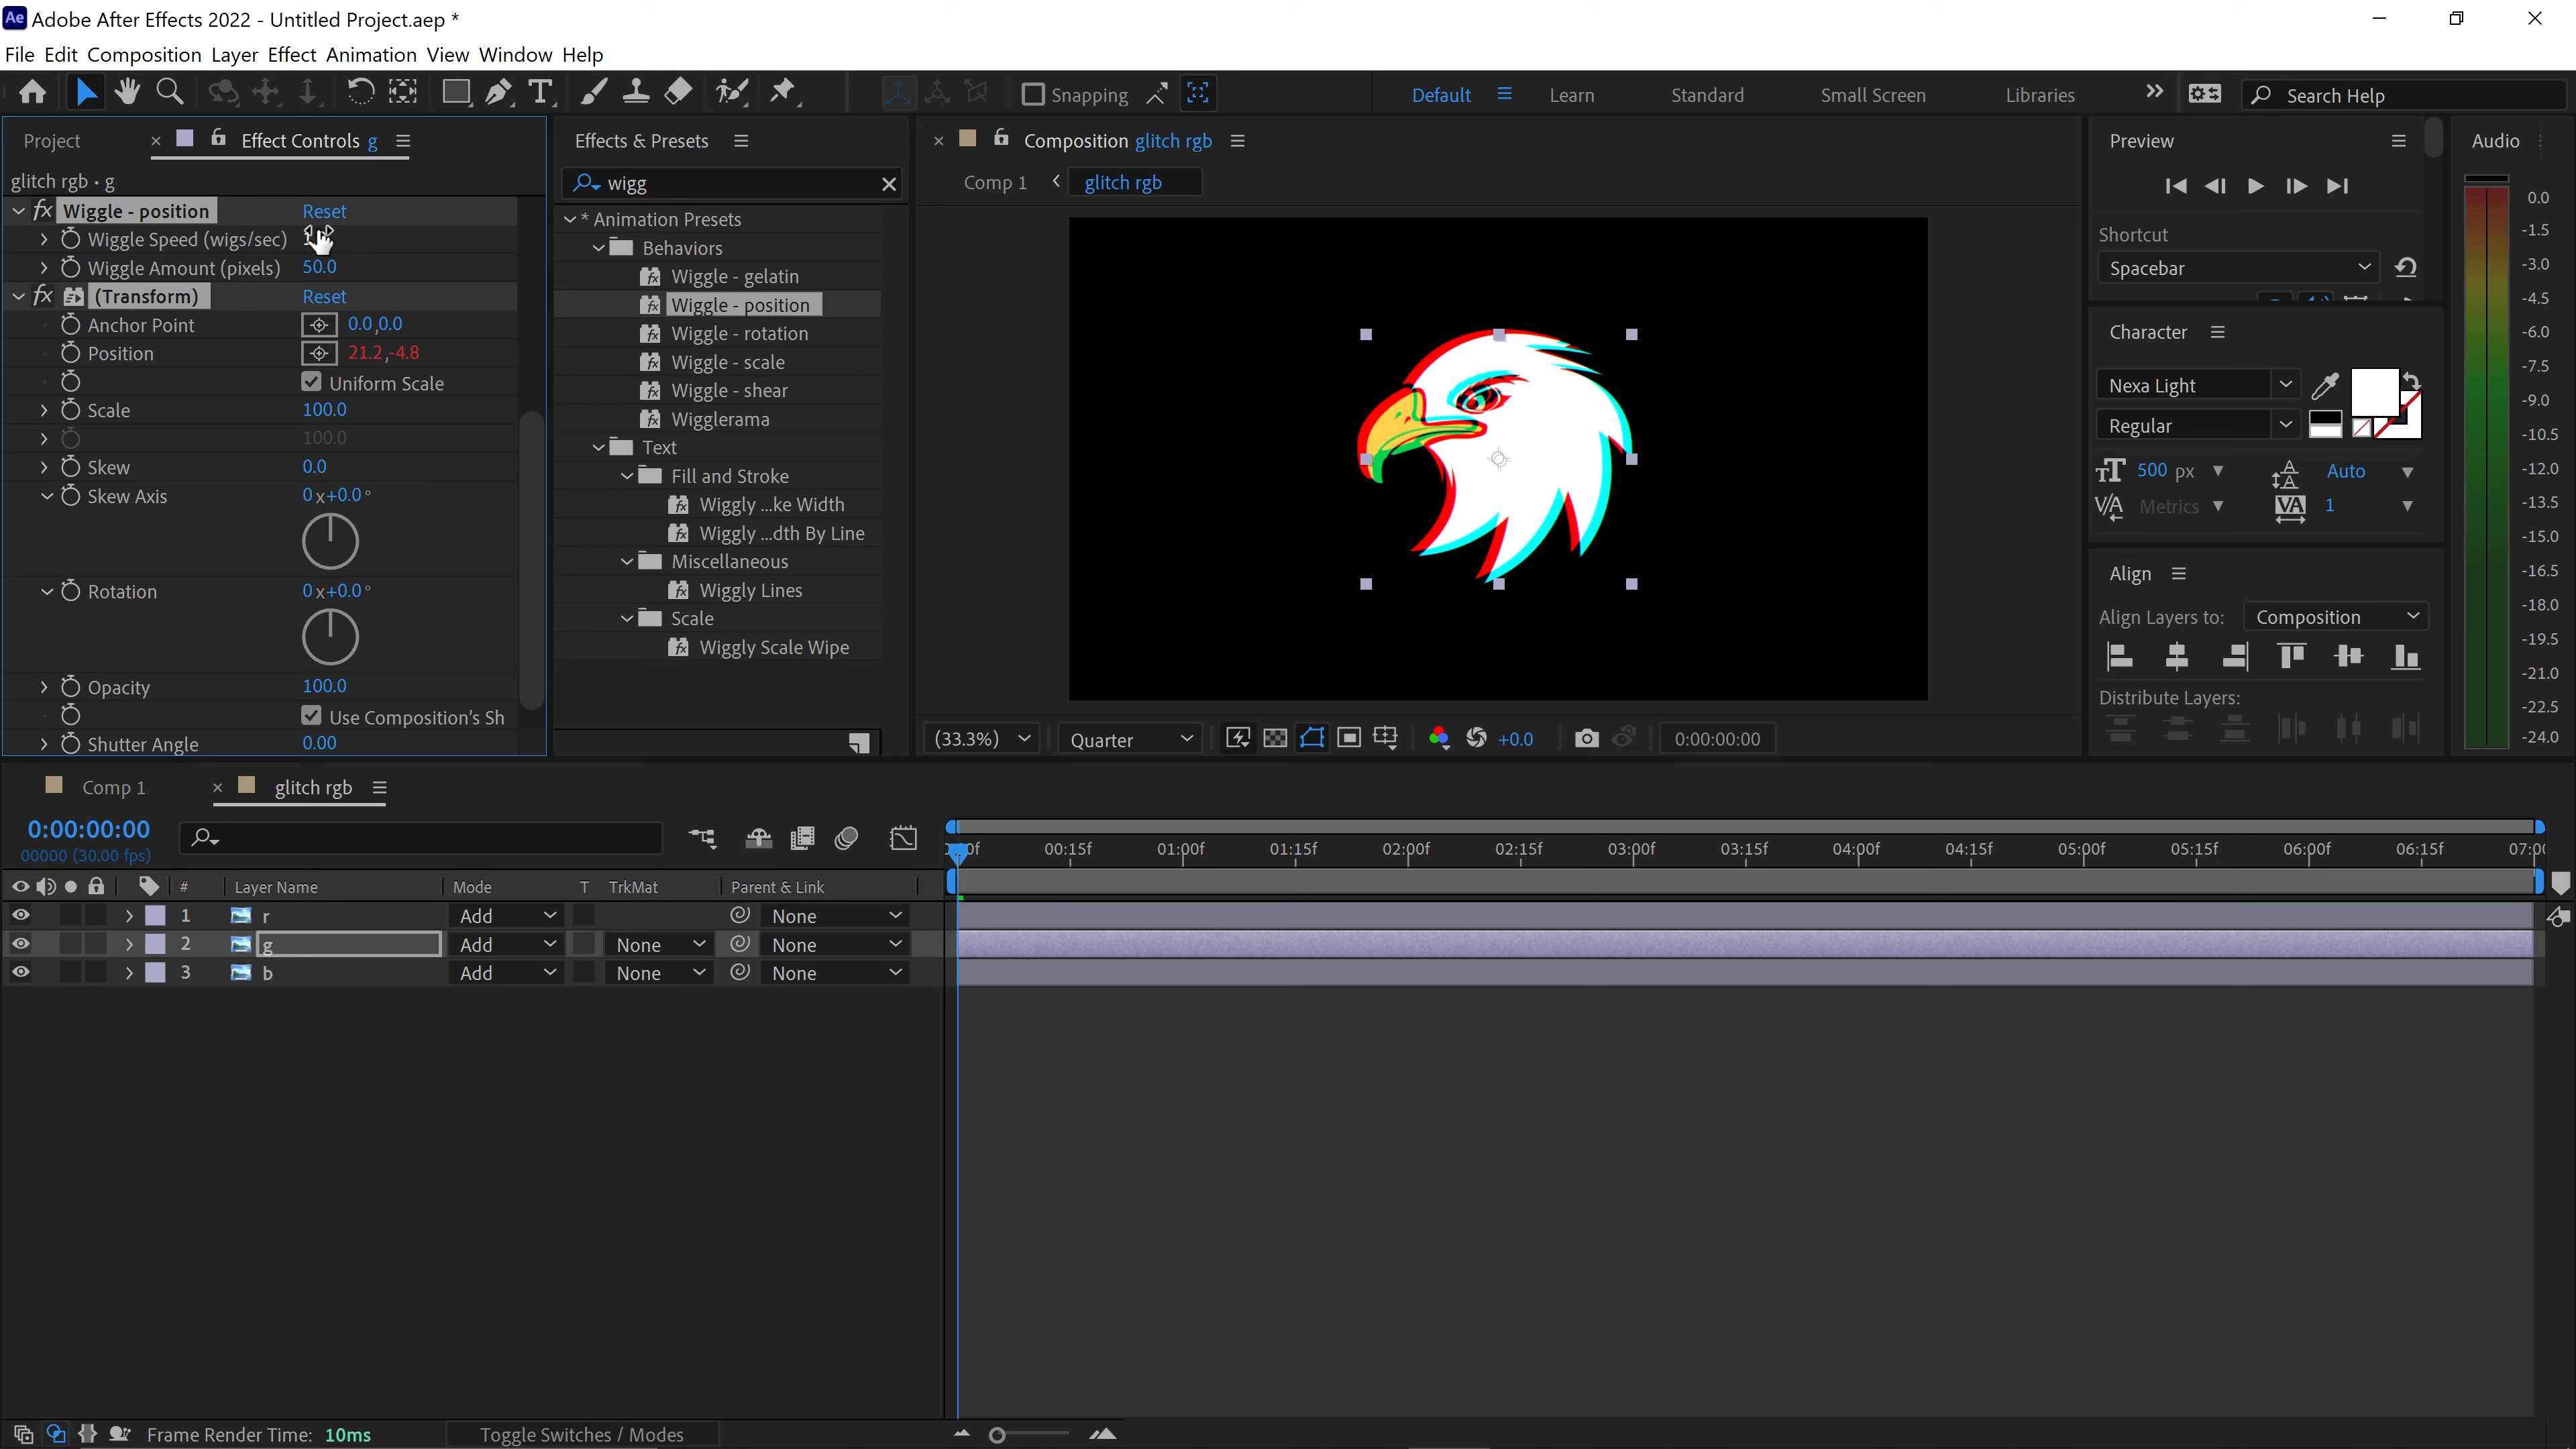 Ae Adobe After Effects 2022 - Untitled Project.aep *
File Edit Composition Layer Effect Animation View Window Help
Snapping Default Learn Standard Small Screen Libraries Search Help
Project Effect Controls g
glitch rgb • g
fx Wiggle - position Reset
Wiggle Speed (wigs/sec)
Wiggle Amount (pixels) 50.0
fx (Transform) Reset
Anchor Point 0.0,0.0
Position 21.2,-4.8
Uniform Scale
Scale 100.0
100.0
Skew 0.0
Skew Axis 0x+0.0°
Rotation 0x+0.0°
Opacity 100.0
Use Composition's Sh
Shutter Angle 0.00
Effects & Presets
wigg
* Animation Presets
Behaviors
Wiggle - gelatin
Wiggle - position
Wiggle - rotation
Wiggle - scale
Wiggle - shear
Wigglerama
Text
Fill and Stroke
Wiggly ...ke Width
Wiggly ...dth By Line
Miscellaneous
Wiggly Lines
Scale
Wiggly Scale Wipe
Composition glitch rgb
Comp 1 glitch rgb
(33.3%) Quarter +0.0 0:00:00:00
Preview
Shortcut
Spacebar
Character
Nexa Light
Regular
500 px Auto
Metrics 1
Align
Align Layers to: Composition
Distribute Layers:
Audio
0.0
-1.5
-3.0
-4.5
-6.0
-7.5
-9.0
-10.5
-12.0
-13.5
-15.0
-16.5
-18.0
-19.5
-21.0
-22.5
-24.0
Comp 1 glitch rgb
0:00:00:00
00000 (30.00 fps)
00:15f 01:00f 01:15f 02:00f 02:15f 03:00f 03:15f 04:00f 04:15f 05:00f 05:15f 06:00f 06:15f
# Layer Name Mode T TrkMat Parent & Link
1 r Add None
2 g Add None None
3 b Add None None
Frame Render Time: 10ms Toggle Switches / Modes